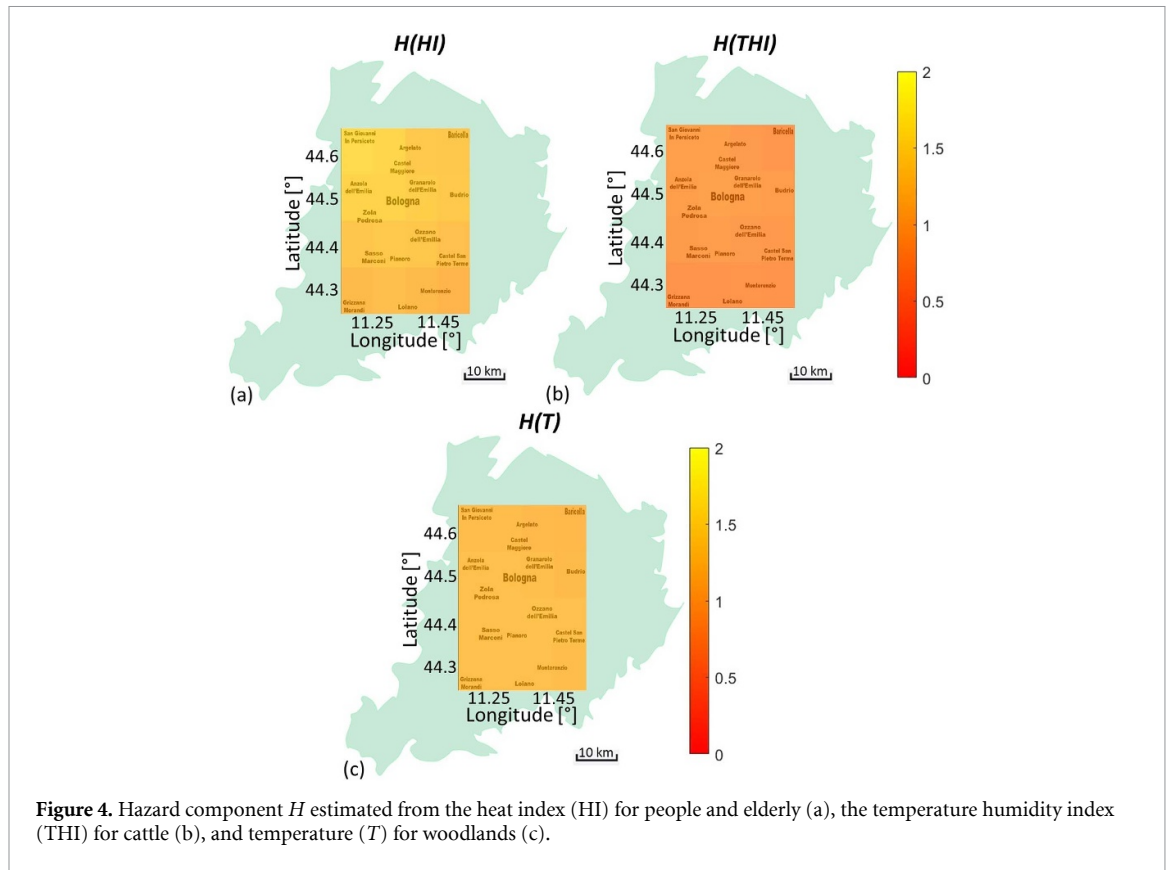 H(HI)
San Giovanni
In Persiceto
Baricella
Argelato
Castel
Maggiore
Anzola
dell'Emilia
Granarolo
dell'Emilia
Budrio
Bologna
Zola
Pedrosa
Ozzano
dell'Emilia
Sasso
Marconi
Pianoro
Castel San
Pietro Terme
Monterenzio
Grizzana
Morandi
Loiano
44.6
44.5
44.4
44.3
Latitude [°]
11.25
11.45
Longitude [°]
10 km
(a)
H(THI)
San Giovanni
In Persiceto
Baricella
Argelato
Castel
Maggiore
Anzola
dell'Emilia
Granarolo
dell'Emilia
Budrio
Bologna
Zola
Pedrosa
Ozzano
dell'Emilia
Sasso
Marconi
Pianoro
Castel San
Pietro Terme
Monterenzio
Grizzana
Morandi
Loiano
44.6
44.5
44.4
44.3
Latitude [°]
11.25
11.45
Longitude [°]
10 km
(b)
2
1.5
1
0.5
0
H(T)
San Giovanni
In Persiceto
Baricella
Argelato
Castel
Maggiore
Anzola
dell'Emilia
Granarolo
dell'Emilia
Budrio
Bologna
Zola
Pedrosa
Ozzano
dell'Emilia
Sasso
Marconi
Pianoro
Castel San
Pietro Terme
Monterenzio
Grizzana
Morandi
Loiano
44.6
44.5
44.4
44.3
Latitude [°]
11.25
11.45
Longitude [°]
10 km
(c)
2
1.5
1
0.5
0
Figure 4. Hazard component H estimated from the heat index (HI) for people and elderly (a), the temperature humidity index
(THI) for cattle (b), and temperature (T) for woodlands (c).